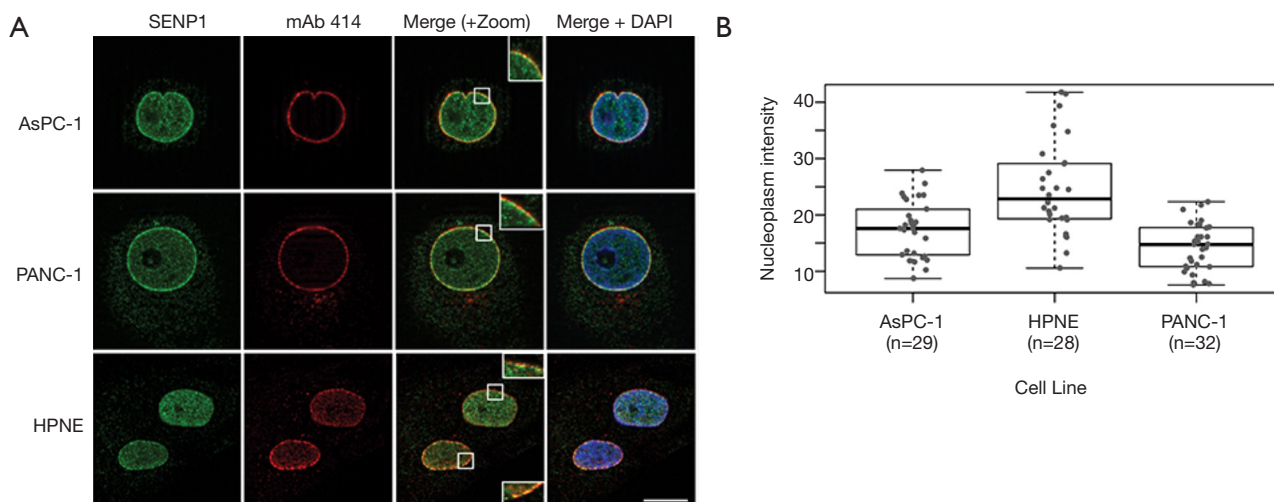 A
SENP1
mAb 414
Merge (+Zoom)
Merge + DAPI
AsPC-1
PANC-1
HPNE
B
Nucleoplasm intensity
40
30
20
10
AsPC-1
(n=29)
HPNE
(n=28)
PANC-1
(n=32)
Cell Line